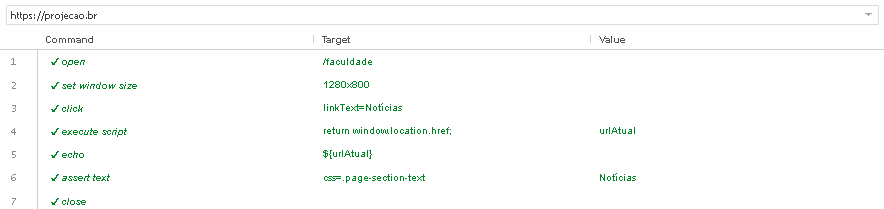 https://projecao.br
Command Target Value
1 ✓ open /faculdade
2 ✓ set window size 1280x800
3 ✓ click linkText=Notícias
4 ✓ execute script return window.location.href; urlAtual
5 ✓ echo ${urlAtual}
6 ✓ assert text css=.page-section-text Notícias
7 ✓ close